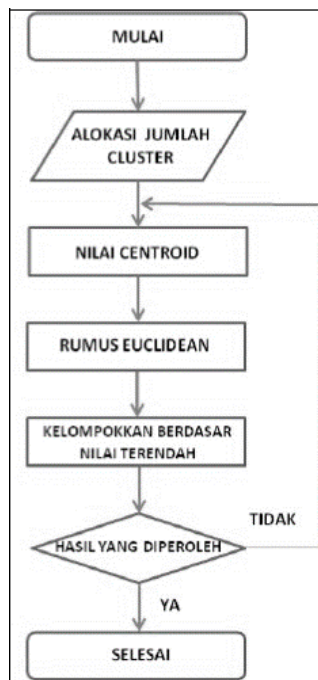 MULAI
ALOKASI JUMLAH
CLUSTER
NILAI CENTROID
RUMUS EUCLIDEAN
KELOMPOKKAN BERDASAR
NILAI TERENDAH
HASIL YANG DIPEROLEH
TIDAK
YA
SELESAI